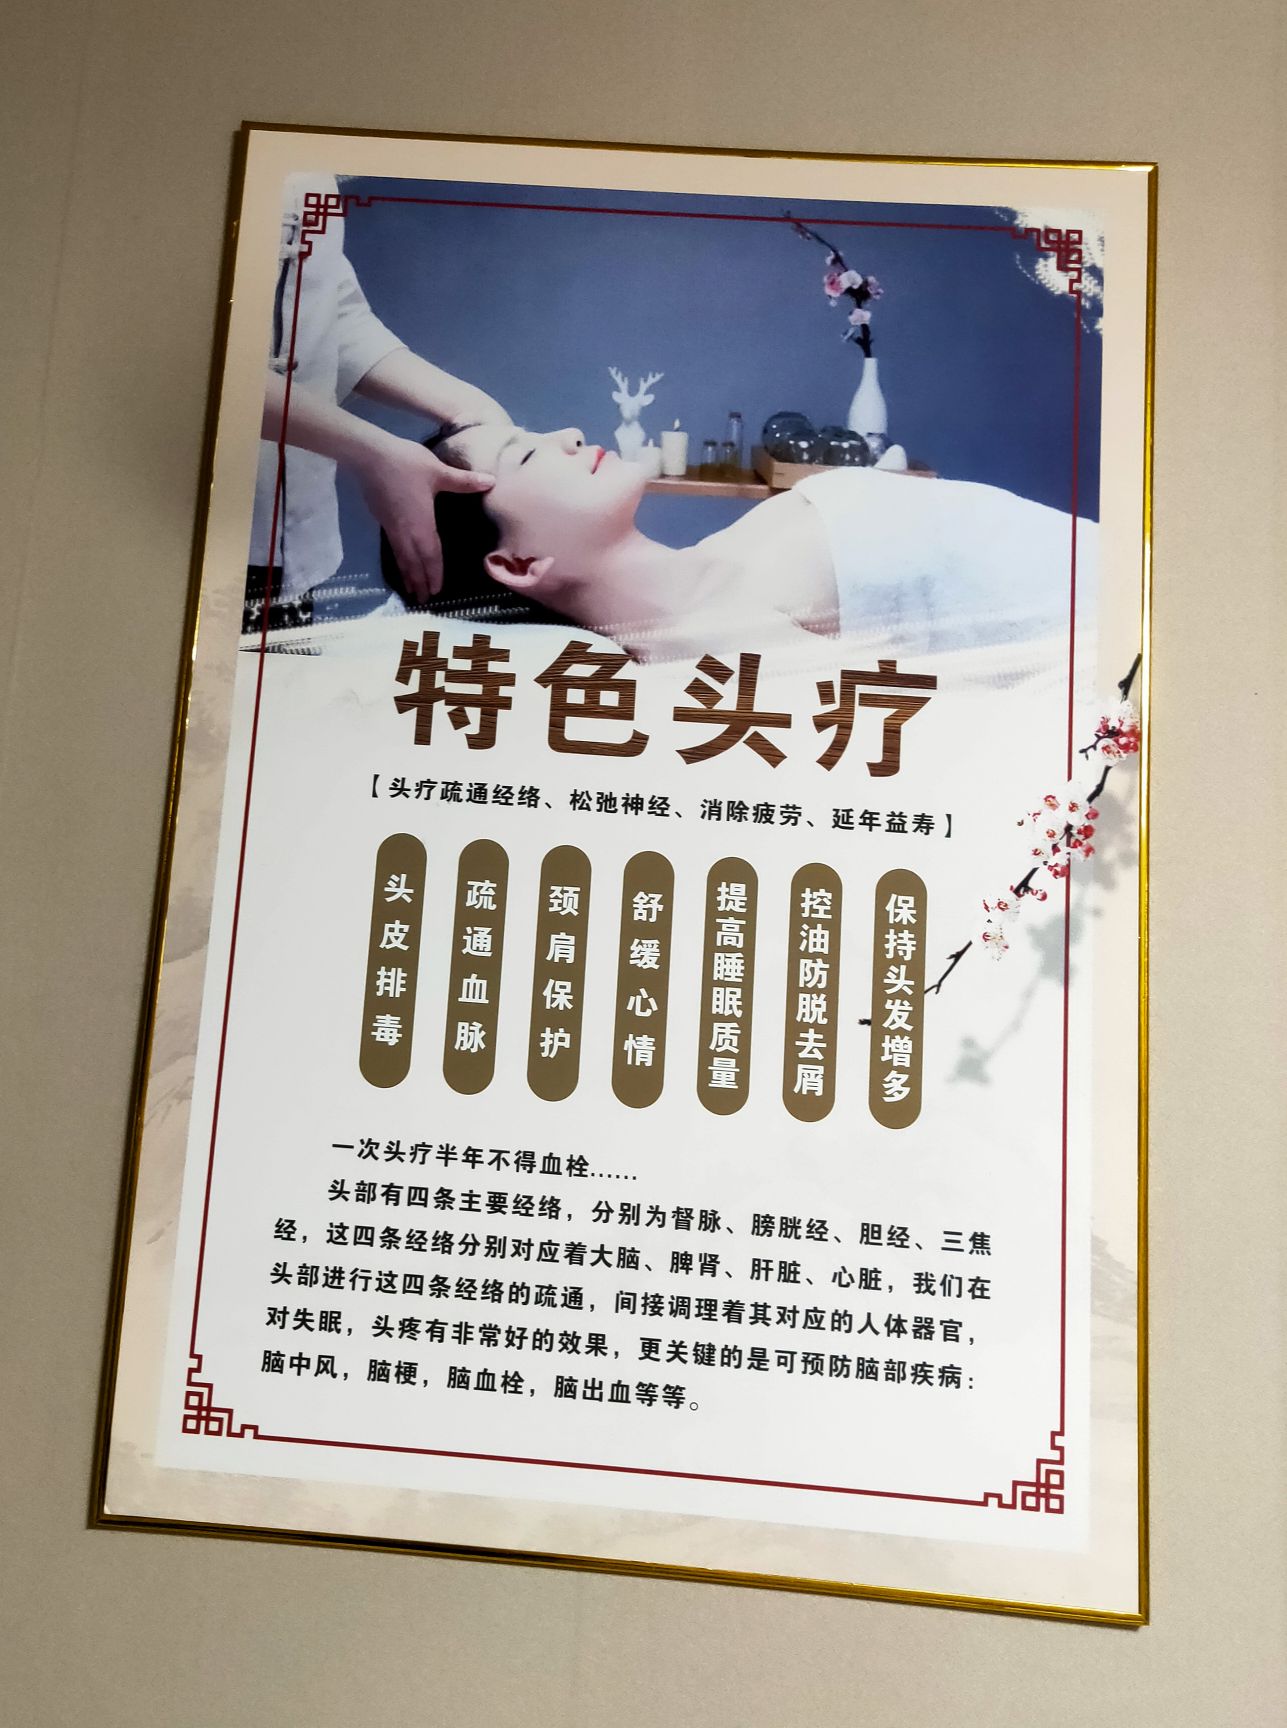 特色头疗
【头疗疏通经络、松弛神经、消除疲劳、延年益寿】
头皮排毒
疏通血脉
颈肩保护
舒缓心情
提高睡眠质量
控油防脱去屑
保持头发增多
一次头疗半年不得血栓......
头部有四条主要经络，分别为督脉、膀胱经、胆经、三焦
经，这四条经络分别对应着大脑、脾肾、肝脏、心脏，我们在
头部进行这四条经络的疏通，间接调理着其对应的人体器官，
对失眠，头疼有非常好的效果，更关键的是可预防脑部疾病：
脑中风，脑梗，脑血栓，脑出血等等。